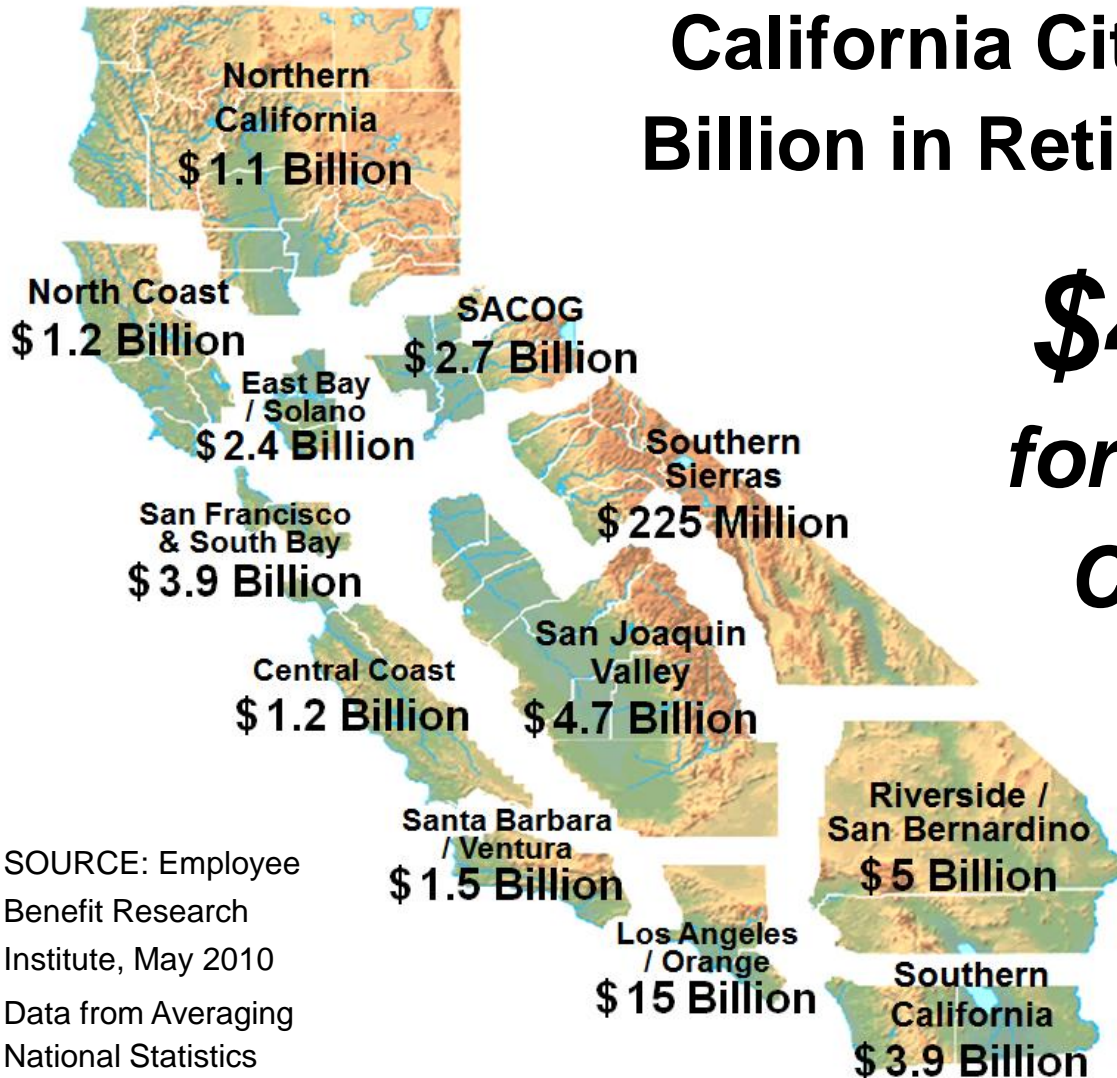 California Cit
Billion in Reti
$4
for
C
Northern
California
$ 1.1 Billion
North Coast
$ 1.2 Billion
SACOG
$ 2.7 Billion
East Bay
/ Solano
$ 2.4 Billion
Southern
Sierras
$ 225 Million
San Francisco
& South Bay
$ 3.9 Billion
San Joaquin
Valley
$ 4.7 Billion
Central Coast
$ 1.2 Billion
Riverside /
San Bernardino
$ 5 Billion
Santa Barbara
/ Ventura
$ 1.5 Billion
Los Angeles
/ Orange
$ 15 Billion
Southern
California
$ 3.9 Billion
SOURCE: Employee
Benefit Research
Institute, May 2010
Data from Averaging
National Statistics